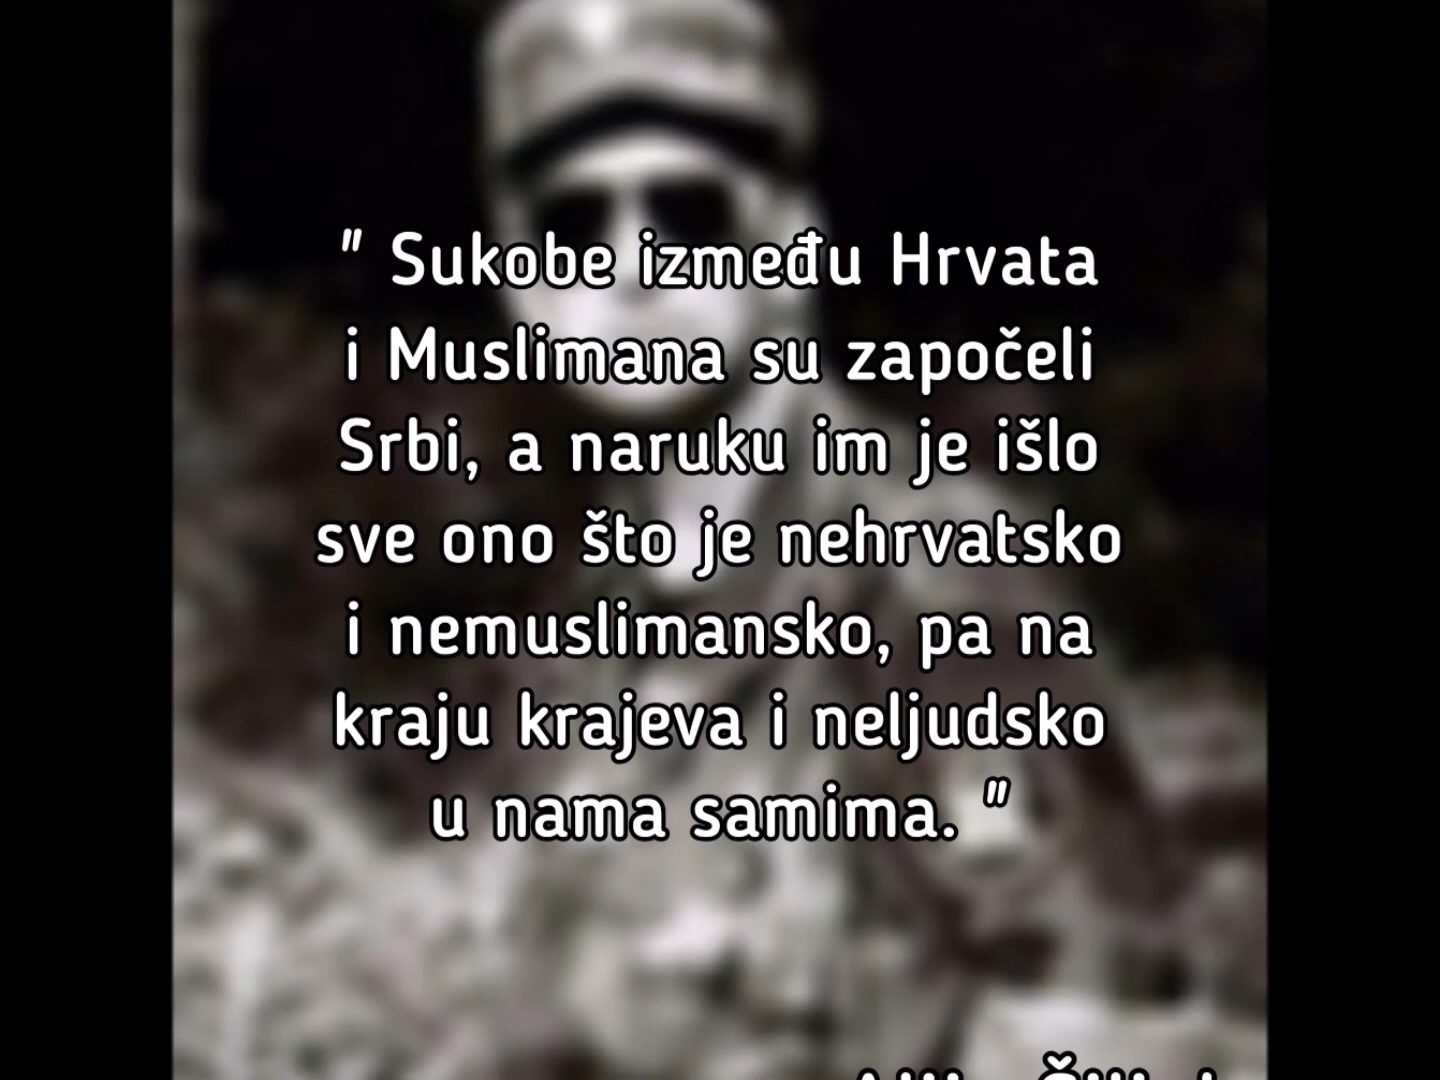 " Sukobe između Hrvata
i Muslimana su započeli
Srbi, a naruku im je išlo
sve ono što je nehrvatsko
i nemuslimansko, pa na
kraju krajeva i neljudsko
u nama samima. "